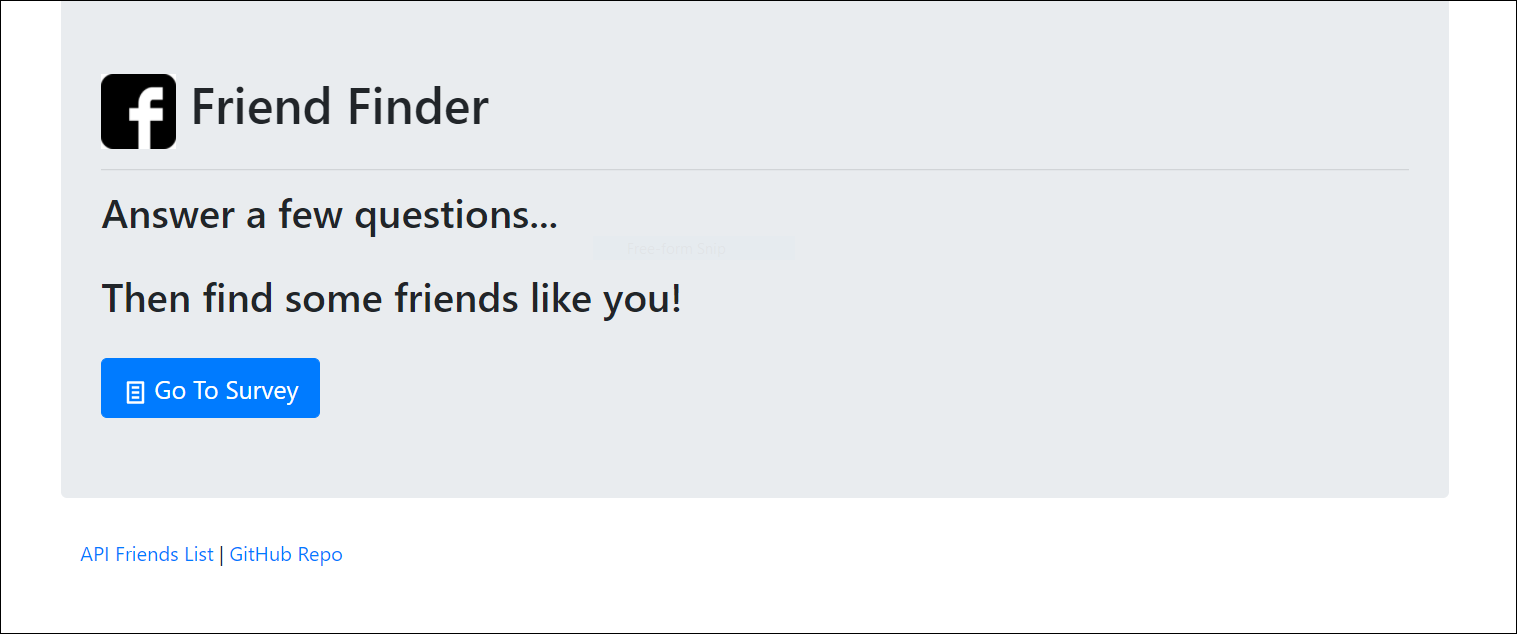 Friend Finder
Answer a few questions...
Free-form Snip
Then find some friends like you!
Go To Survey
API Friends List | GitHub Repo